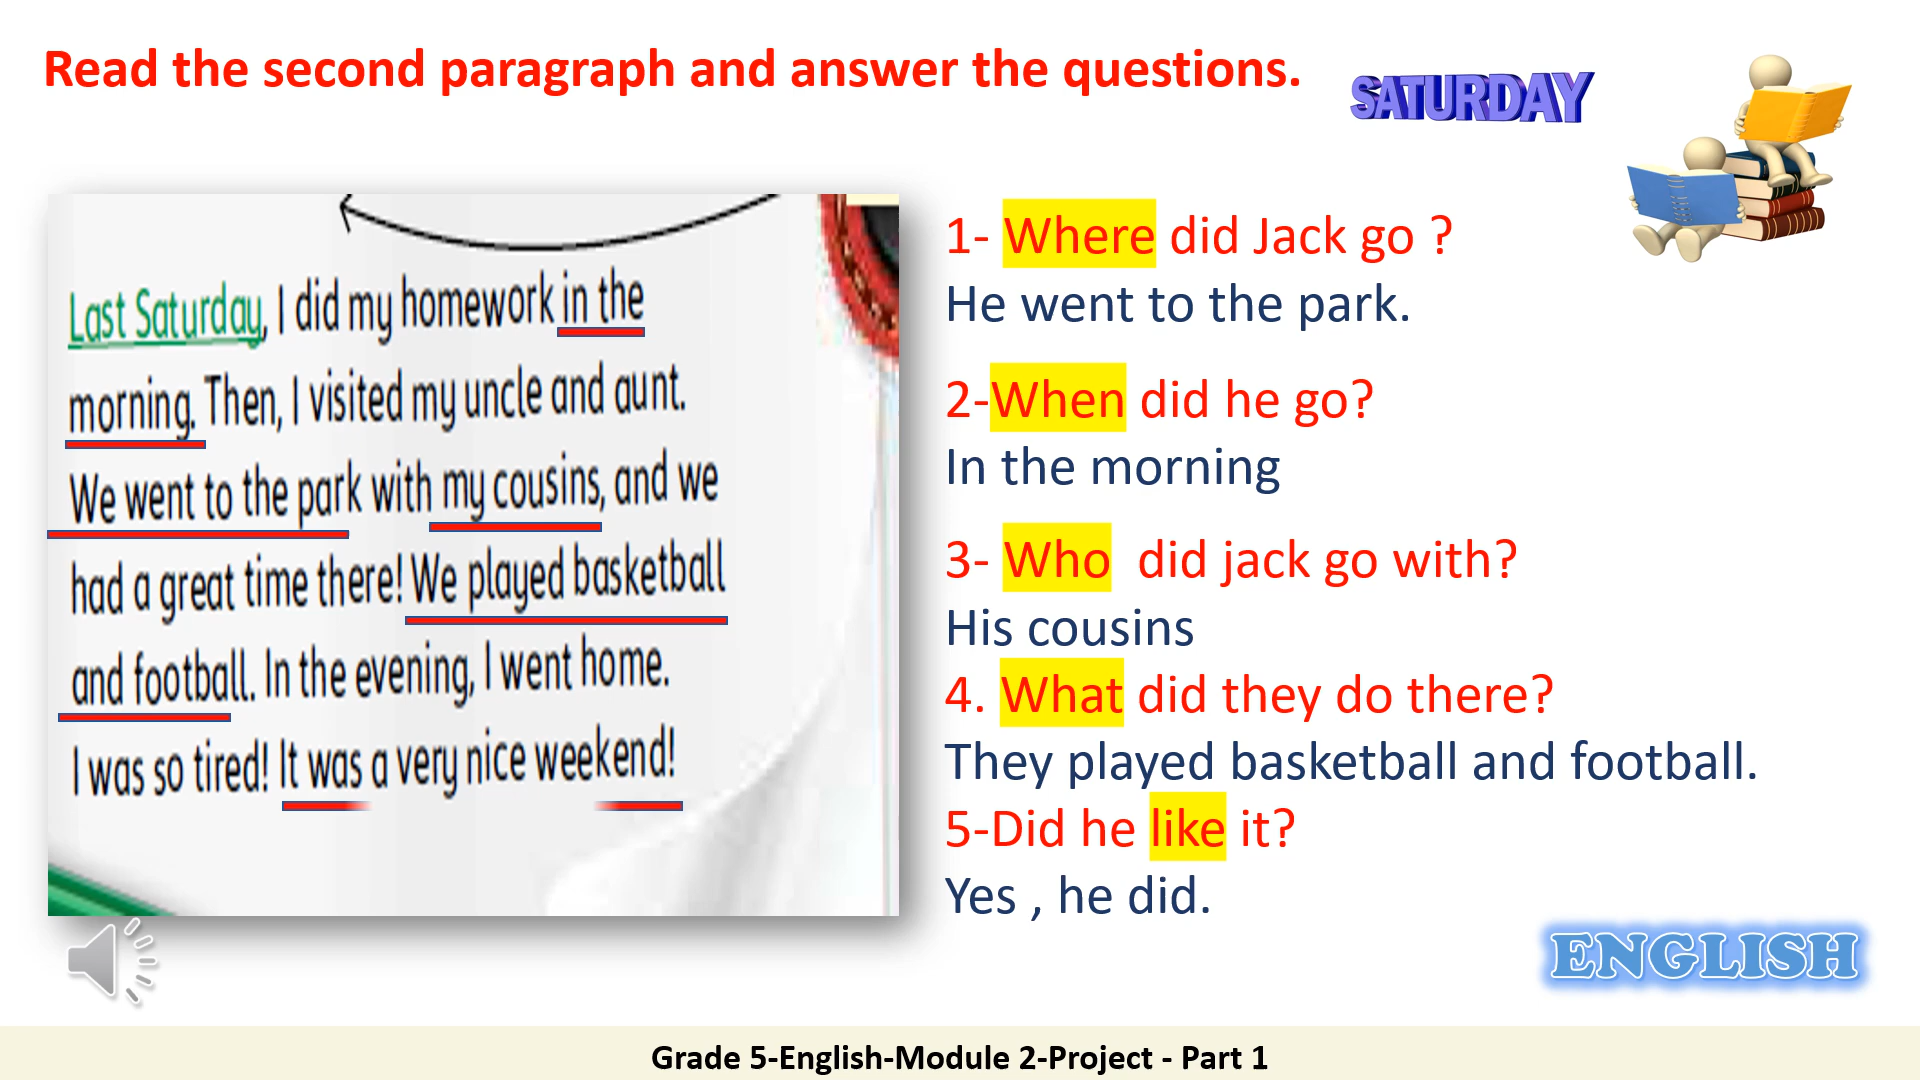 Read the second paragraph and answer the questions.
SATURDAY
Last Saturday, I did my homework in the
morning. Then, I visited my uncle and aunt.
We went to the park with my cousins, and we
had a great time there! We played basketball
and football. In the evening, I went home.
I was so tired! It was a very nice weekend!
1- Where did Jack go ?
He went to the park.
2-When did he go?
In the morning
3- Who did jack go with?
His cousins
4. What did they do there?
They played basketball and football.
5-Did he like it?
Yes , he did.
ENGLISH
Grade 5-English-Module 2-Project - Part 1